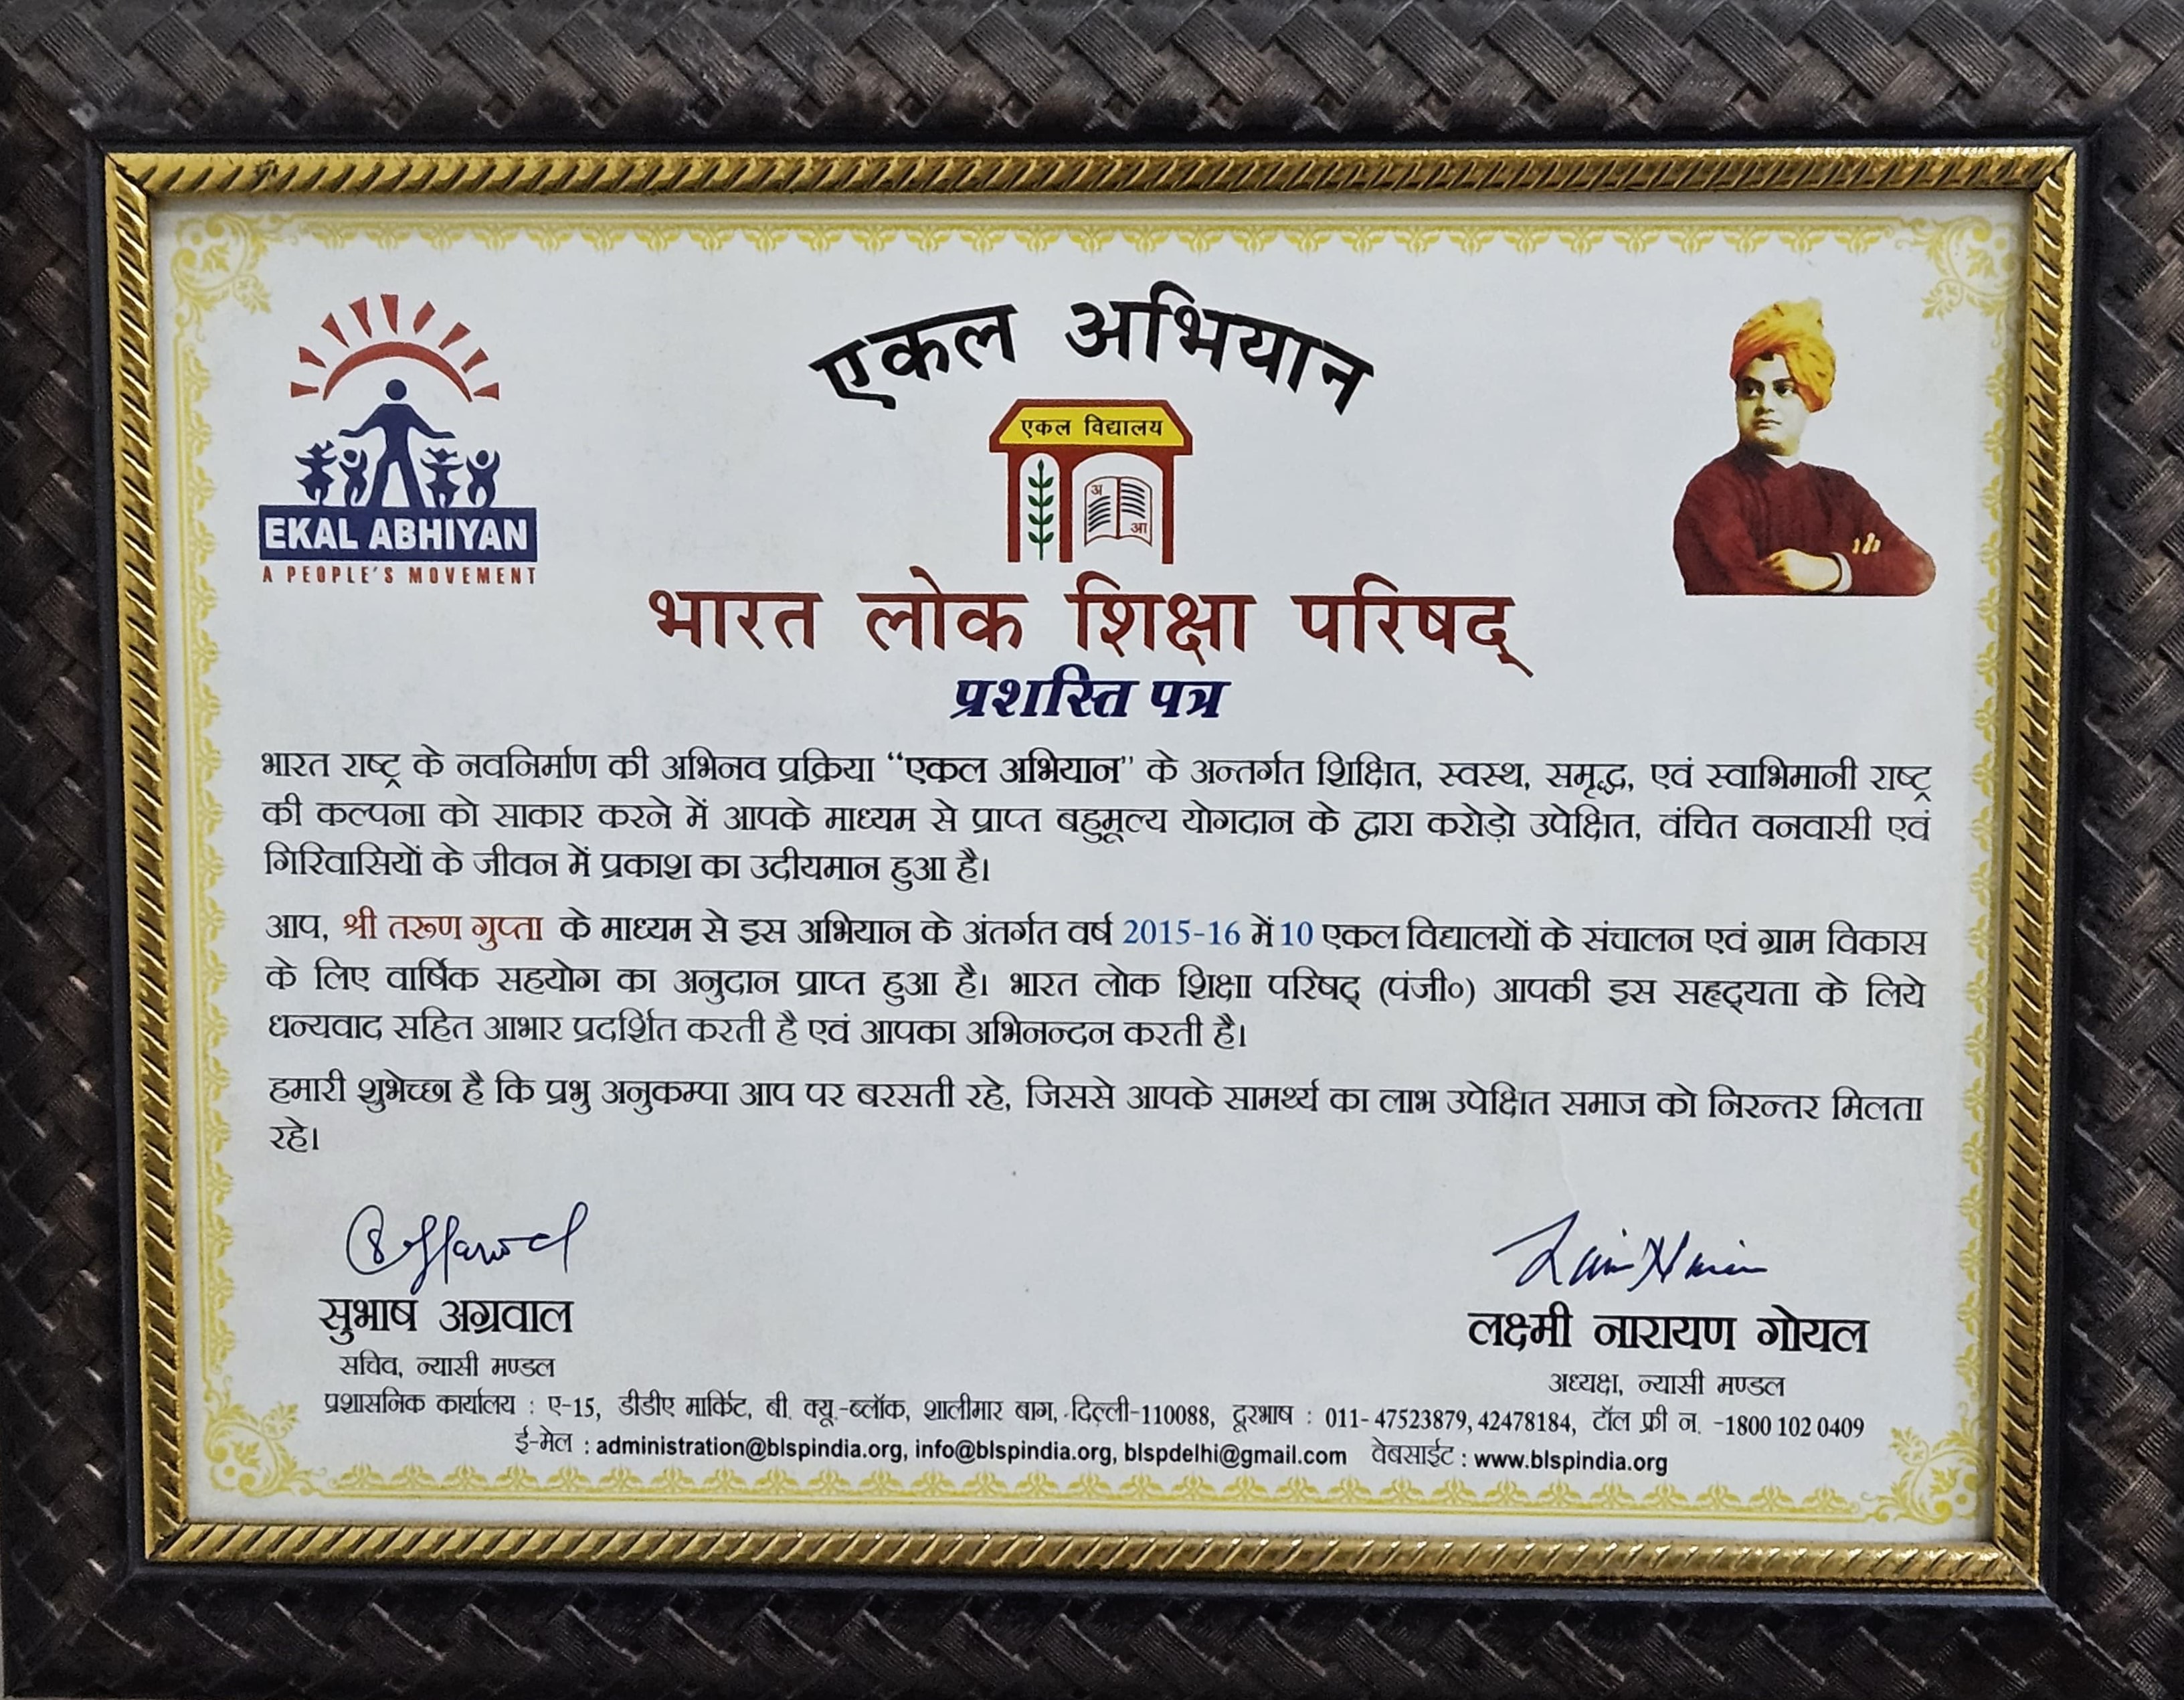 एकल अभियान
एकल विद्यालय
अ
आ
EKAL ABHIYAN
A PEOPLE'S MOVEMENT
भारत लोक शिक्षा परिषद्
प्रशस्ति पत्र
भारत राष्ट्र के नवनिर्माण की अभिनव प्रक्रिया “एकल अभियान” के अन्तर्गत शिक्षित, स्वस्थ, समृद्ध, एवं स्वाभिमानी राष्ट्र
की कल्पना को साकार करने में आपके माध्यम से प्राप्त बहुमूल्य योगदान के द्वारा करोड़ो उपेक्षित, वंचित वनवासी एवं
गिरिवासियों के जीवन में प्रकाश का उदीयमान हुआ है।
आप, श्री तरूण गुप्ता के माध्यम से इस अभियान के अंतर्गत वर्ष 2015-16 में 10 एकल विद्यालयों के संचालन एवं ग्राम विकास
के लिए वार्षिक सहयोग का अनुदान प्राप्त हुआ है। भारत लोक शिक्षा परिषद् (पंजी०) आपकी इस सहृद्यता के लिये
धन्यवाद सहित आभार प्रदर्शित करती है एवं आपका अभिनन्दन करती है।
हमारी शुभेच्छा है कि प्रभु अनुकम्पा आप पर बरसती रहे, जिससे आपके सामर्थ्य का लाभ उपेक्षित समाज को निरन्तर मिलता
रहे।
सुभाष अग्रवाल
सचिव, न्यासी मण्डल
लक्ष्मी नारायण गोयल
अध्यक्ष, न्यासी मण्डल
प्रशासनिक कार्यालय : ए-15, डीडीए मार्किट, बी. क्यू.-ब्लॉक, शालीमार बाग, दिल्ली-110088, दूरभाष : 011- 47523879, 42478184, टॉल फ्री न. -1800 102 0409
ई-मेल : administration@blspindia.org, info@blspindia.org, blspdelhi@gmail.com वेबसाईट : www.blspindia.org